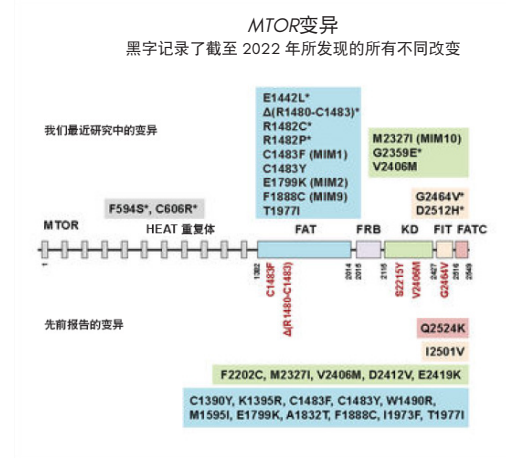 MTOR变异
黑字记录了截至 2022 年所发现的所有不同改变
我们最近研究中的变异
E1442L*
Δ(R1480-C1483)*
R1482C*
R1482P*
C1483F (MIM1)
C1483Y
E1799K (MIM2)
F1888C (MIM9)
T1977I
M2327I (MIM10)
G2359E*
V2406M
G2464V*
D2512H*
F594S*, C606R*
MTOR
HEAT 重复体
FAT
FRB
KD
FIT
FATC
1
1382
2014
2015
2427
2516
2549
C1483F
Δ(R1480-C1483)
S2215Y
V2406M
G2464V
先前报告的变异
Q2524K
I2501V
F2202C, M2327I, V2406M, D2412V, E2419K
C1390Y, K1395R, C1483F, C1483Y, W1490R,
M1595I, E1799K, A1832T, F1888C, I1973F, T1977I